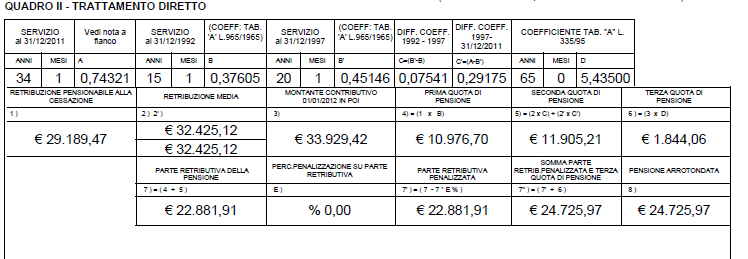 QUADRO II - TRATTAMENTO DIRETTO
SERVIZIO al 31/12/2011 Vedi nota a fianco SERVIZIO al 31/12/1992 (COEFF: TAB. 'A' L.965/1965) SERVIZIO al 31/12/1997 (COEFF: TAB. 'A' L.965/1965) DIFF. COEFF. 1992 - 1997 DIFF. COEFF. 1997- 31/12/2011 COEFFICIENTE TAB. "A" L. 335/95
ANNI MESI A ANNI MESI B ANNI MESI B' C=(B'-B) C'=(A-B') ANNI MESI D
34 1 0,74321 15 1 0,37605 20 1 0,45146 0,07541 0,29175 65 0 5,43500
RETRIBUZIONE PENSIONABILE ALLA CESSAZIONE RETRIBUZIONE MEDIA MONTANTE CONTRIBUTIVO 01/01/2012 IN POI PRIMA QUOTA DI PENSIONE SECONDA QUOTA DI PENSIONE TERZA QUOTA DI PENSIONE
1 ) 2 ) 2' ) 3) 4) = (1 x B) 5) = (2 x C) + (2' x C') 6 ) = (3 x D)
€ 29.189,47 € 32.425,12 € 33.929,42 € 10.976,70 € 11.905,21 € 1.844,06
€ 32.425,12
PARTE RETRIBUTIVA DELLA PENSIONE PERC.PENALIZZAZIONE SU PARTE RETRIBUTIVA PARTE RETRIBUTIVA PENALIZZATA SOMMA PARTE RETRIB.PENALIZZATA E TERZA QUOTA DI PENSIONE PENSIONE ARROTONDATA
7 ) = ( 4 + 5 ) E ) 7' ) = ( 7 - 7 * E % ) 7'' ) = ( 7' + 6 ) 8 )
€ 22.881,91 % 0,00 € 22.881,91 € 24.725,97 € 24.725,97